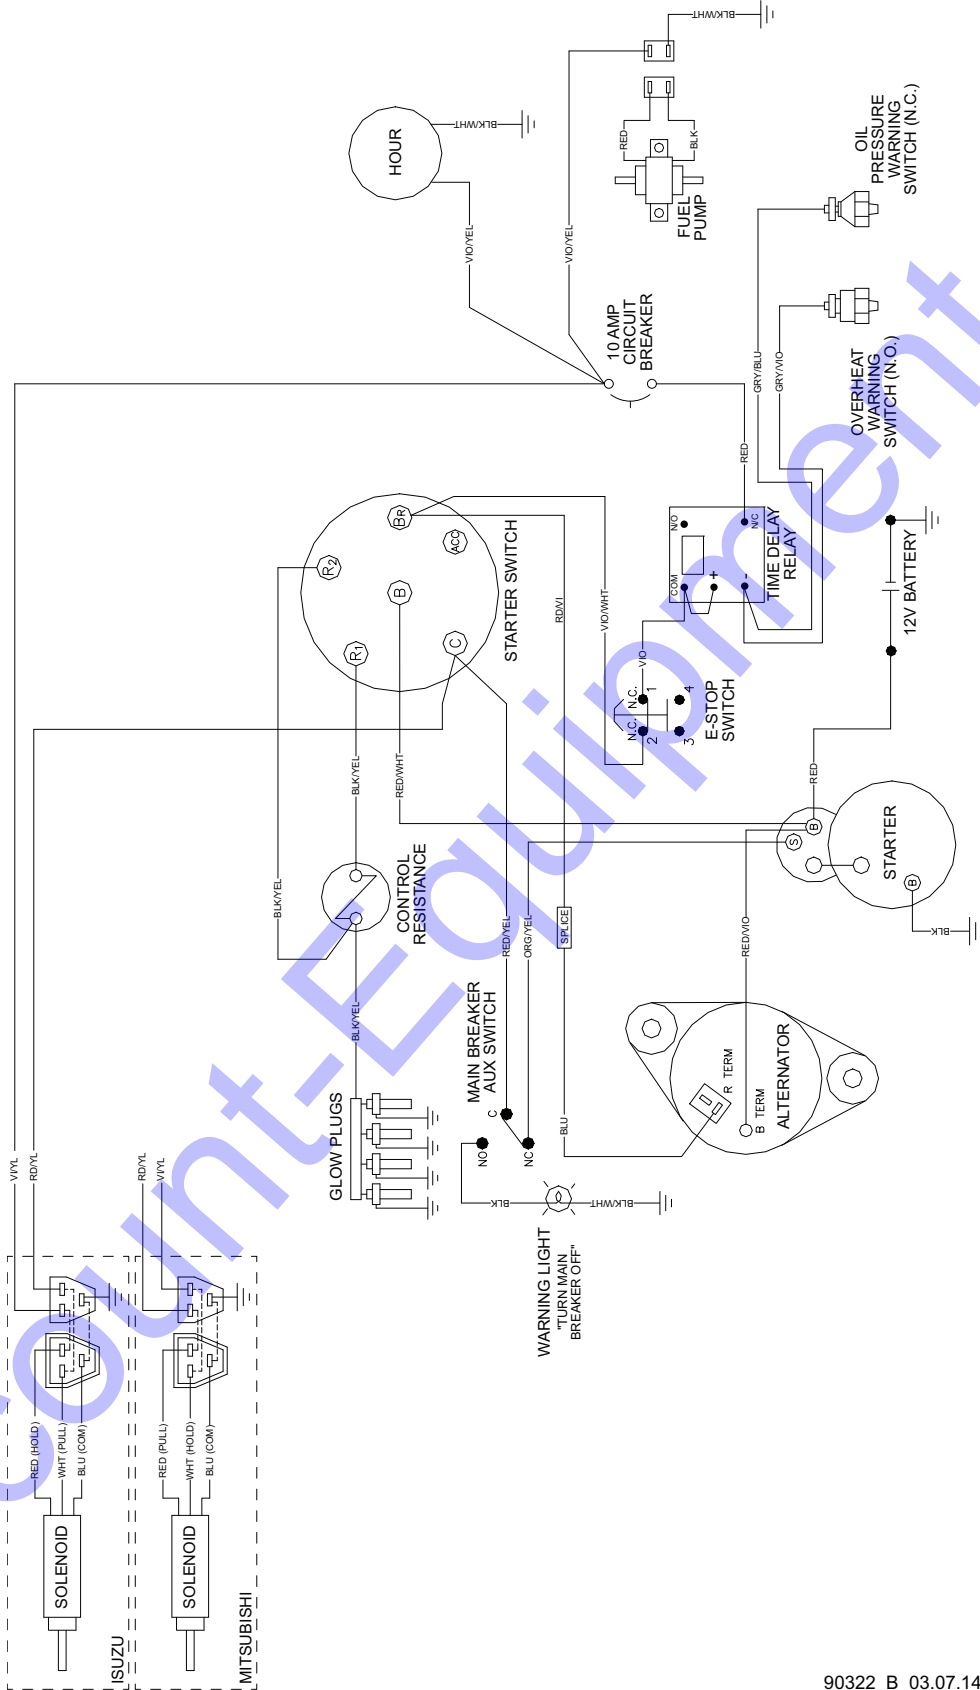 BLK/WHT
HOUR
BLK/WHT
VIO/YEL
VIO/YEL
RED
BLK
FUEL
PUMP
OIL
PRESSURE
WARNING
SWITCH (N.C.)
10 AMP
CIRCUIT
BREAKER
OVERHEAT
WARNING
SWITCH (N.O.)
GRY/BLU
GRY/VIO
RED
R2
BR
ACC
B
R1
C
STARTER SWITCH
N/O
COM
+
-
N/C
TIME DELAY
RELAY
12V BATTERY
RD/VI
VIO/WHT
VIO
N.C.
N.C.
1
2
3
4
E-STOP
SWITCH
BLK/YEL
RED/WHT
BLK/YEL
CONTROL
RESISTANCE
RED
B
S
STARTER
B
BLK
RED/YEL
ORG/YEL
SPLICE
RED/VIO
BLK/YEL
MAIN BREAKER
AUX SWITCH
C
NO
NC
BLU
R TERM
B TERM
ALTERNATOR
GLOW PLUGS
BLK
BLK/WHT
WARNING LIGHT
"TURN MAIN
BREAKER OFF"
VI/YL
RD/YL
RD/YL
VI/YL
RED (HOLD)
WHT (PULL)
BLU (COM)
SOLENOID
ISUZU
RED (PULL)
WHT (HOLD)
BLU (COM)
SOLENOID
MITSUBISHI
count-Equipment
90322 B 03.07.14